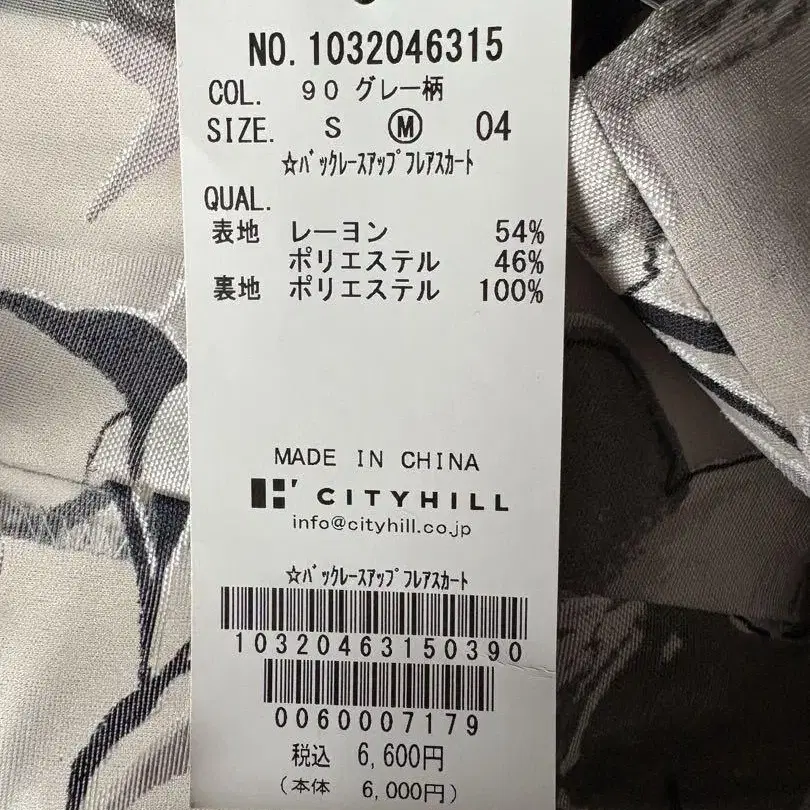 NO. 1032046315
COL. 90 グレー柄
SIZE. S Ⓜ 04
☆ﾊﾞｯｸﾚｰｽｱｯﾌﾟﾌﾚｱｽｶｰﾄ
QUAL.
表地 レーヨン 54%
ポリエステル 46%
裏地 ポリエステル 100%
MADE IN CHINA
CITYHILL
info@cityhill.co.jp
☆ﾊﾞｯｸﾚｰｽｱｯﾌﾟﾌﾚｱｽｶｰﾄ
10320463150390
0060007179
税込 6,600円
(本体 6,000円)